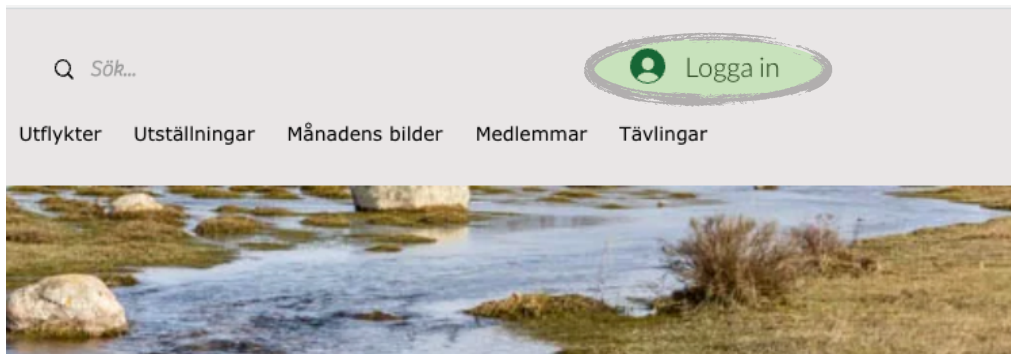 Sök...
Logga in
Utflykter Utställningar Månadens bilder Medlemmar Tävlingar